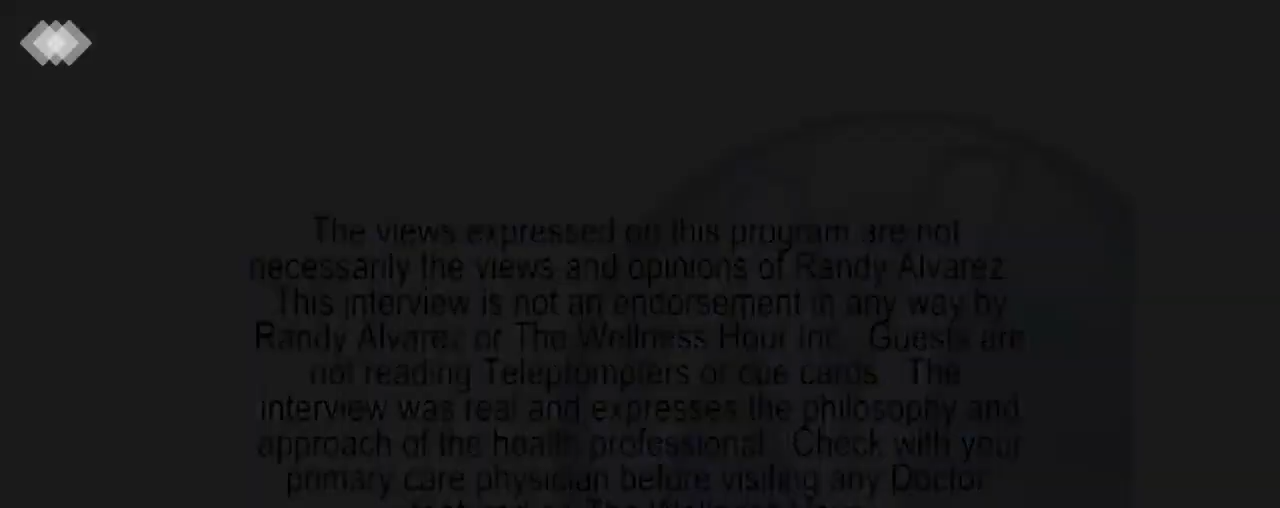 The views expressed on this program are not
necessarily the views and opinions of Randy Alvarez
This interview is not an endorsement in any way by
Randy Alvarez or The Wellness Hour Inc. Guests are
not reading Teleprompters or cue cards. The
interview was real and expresses the philosophy and
approach of the health professional. Check with your
primary care physician before visiting any Doctor